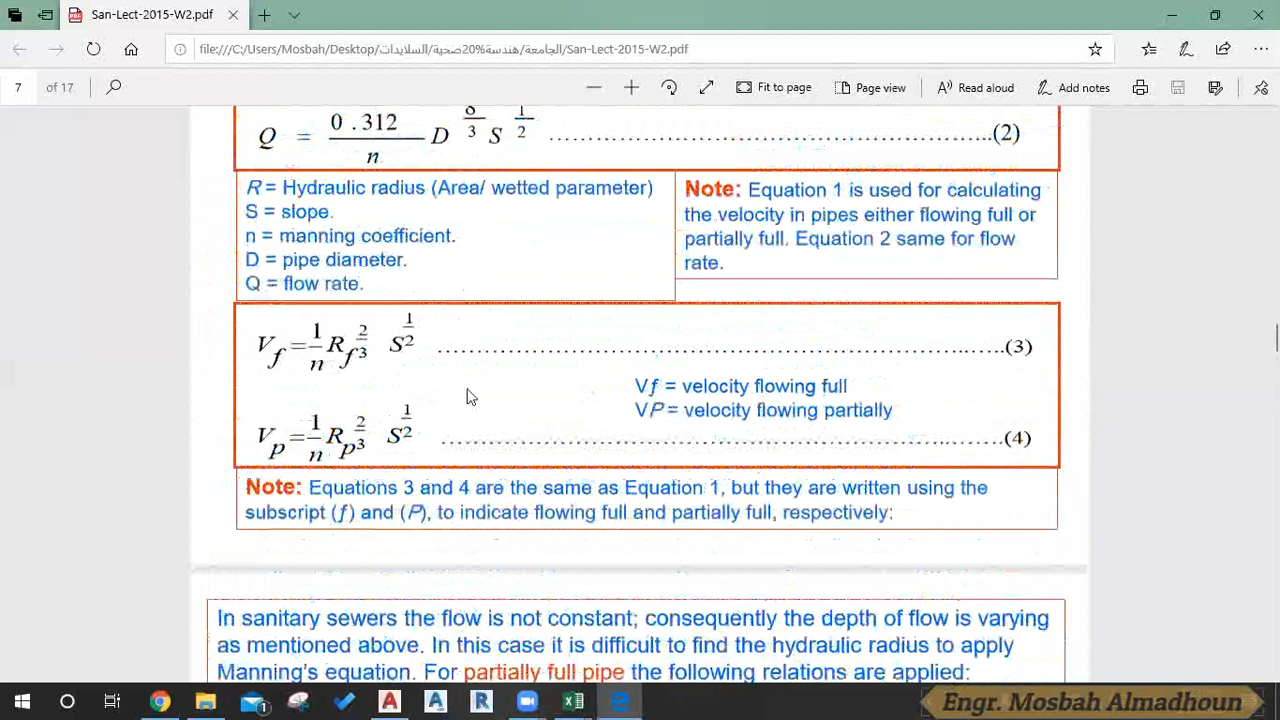 San-Lect-2015-W2.pdf
file:///C:/Users/Mosbah/Desktop/الجامعة/هندسة%20صحية/السلايدات/San-Lect-2015-W2.pdf
7 of 17
Fit to page
Page view
Read aloud
Add notes
Q = 0.312/n D 8/3 S 1/2 ........................(2)
R = Hydraulic radius (Area/ wetted parameter)
S = slope.
n = manning coefficient.
D = pipe diameter.
Q = flow rate.
Note: Equation 1 is used for calculating
the velocity in pipes either flowing full or
partially full. Equation 2 same for flow
rate.
Vf = 1/n Rf 2/3 S 1/2 ........................(3)
Vf = velocity flowing full
VP = velocity flowing partially
Vp = 1/n Rp 2/3 S 1/2 ........................(4)
Note: Equations 3 and 4 are the same as Equation 1, but they are written using the
subscript (f) and (P), to indicate flowing full and partially full, respectively:
In sanitary sewers the flow is not constant; consequently the depth of flow is varying
as mentioned above. In this case it is difficult to find the hydraulic radius to apply
Manning's equation. For partially full pipe the following relations are applied:
1
Engr. Mosbah Almadhoun